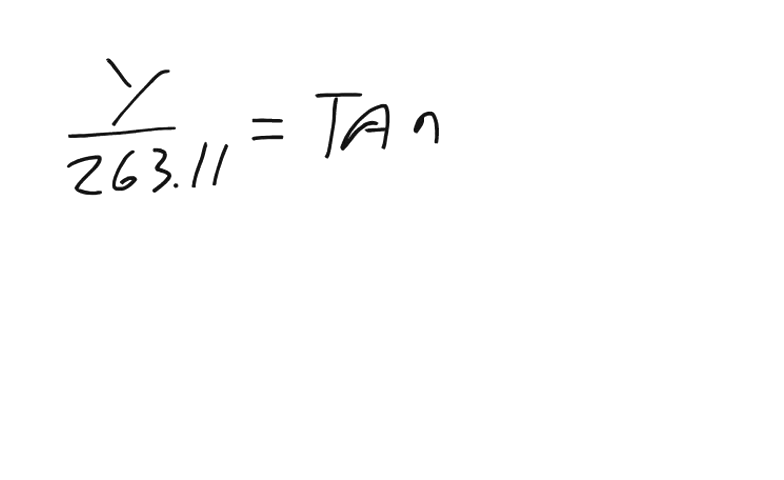 Y/263.11 = TAn